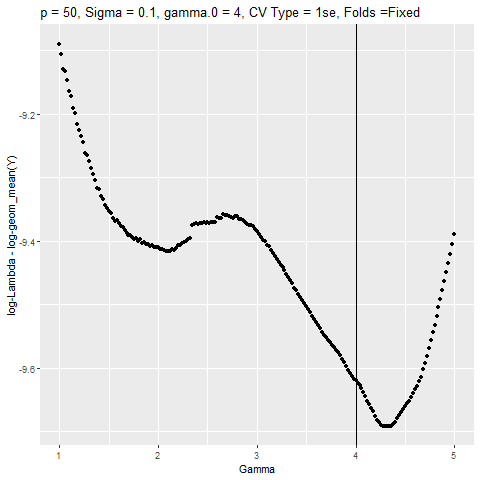 p = 50, Sigma = 0.1, gamma.0 = 4, CV Type = 1se, Folds =Fixed
log-Lambda - log-geom_mean(Y)
-9.2
-9.4
-9.6
1 2 3 4 5
Gamma